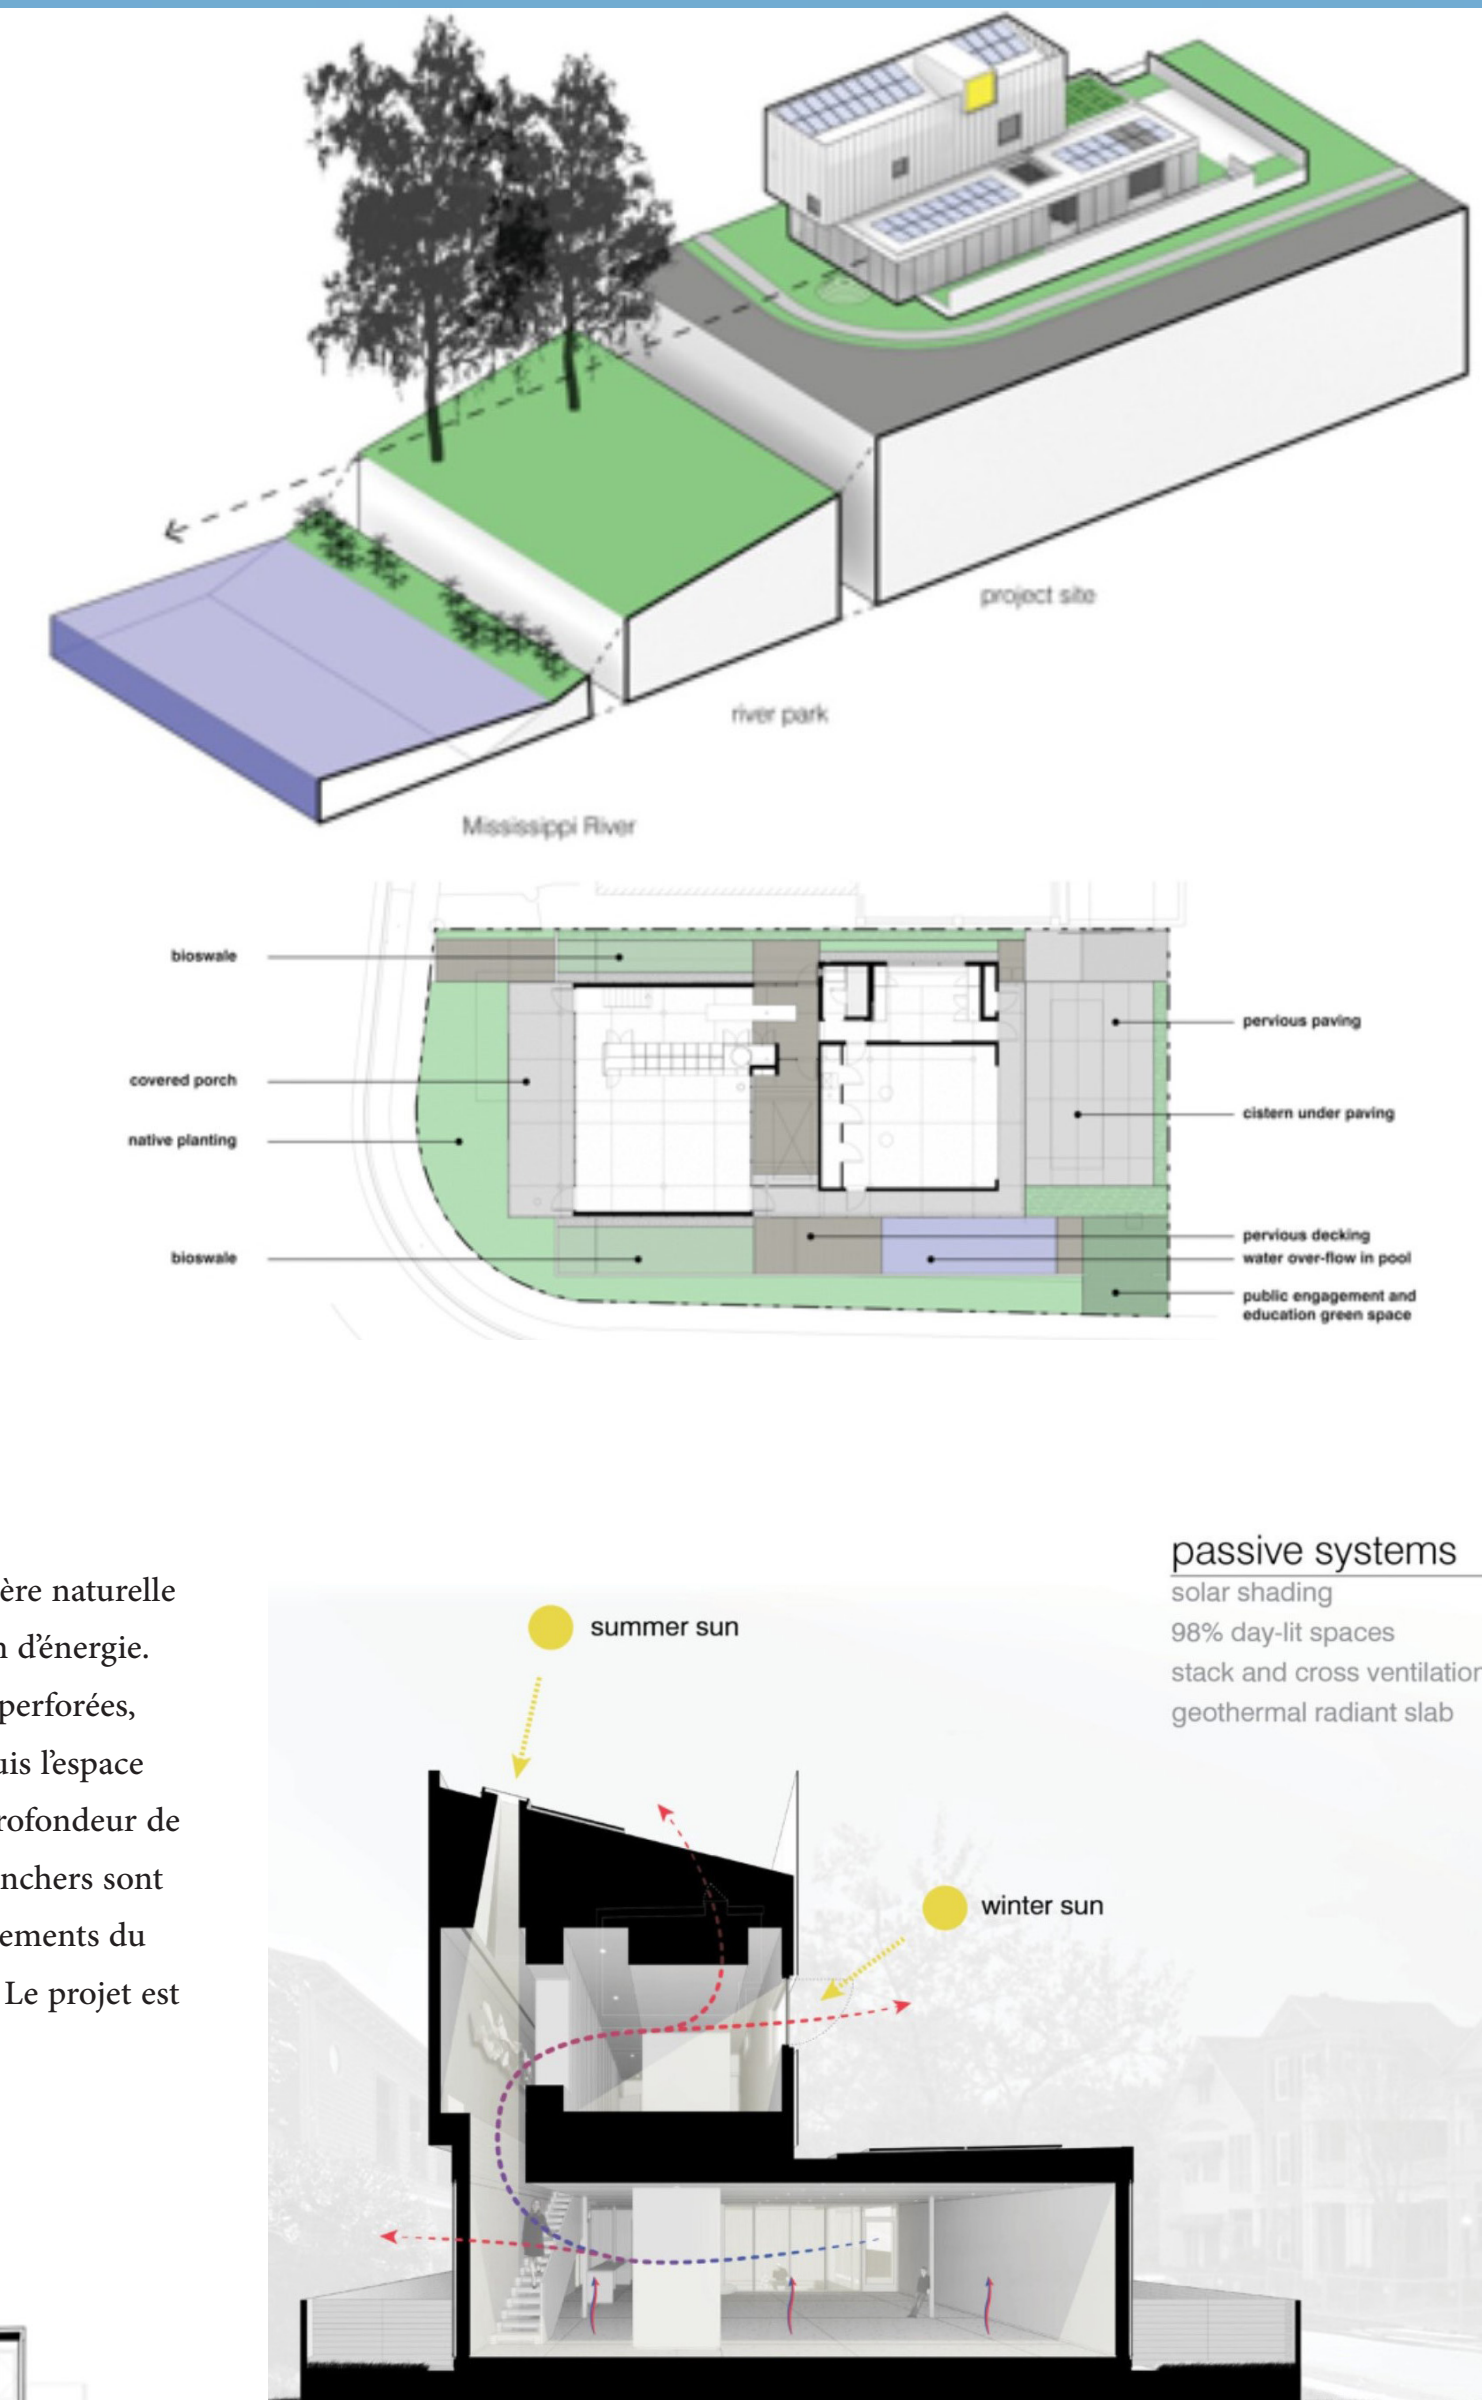 project site
river park
Mississippi River
bioswale
covered porch
native planting
bioswale
pervious paving
cistern under paving
pervious decking
water over-flow in pool
public engagement and
education green space
ère naturelle
n d'énergie.
perforées,
uis l'espace
rofondeur de
nchers sont
ements du
Le projet est
passive systems
solar shading
98% day-lit spaces
stack and cross ventilation
geothermal radiant slab
summer sun
winter sun